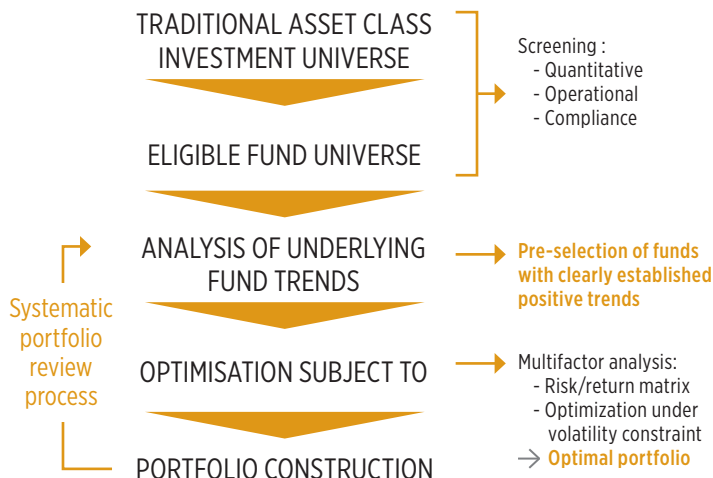 TRADITIONAL ASSET CLASS
INVESTMENT UNIVERSE
Screening :
- Quantitative
- Operational
- Compliance
ELIGIBLE FUND UNIVERSE
ANALYSIS OF UNDERLYING
FUND TRENDS
Pre-selection of funds
with clearly established
positive trends
Systematic
portfolio
review
process
OPTIMISATION SUBJECT TO
Multifactor analysis:
- Risk/return matrix
- Optimization under
volatility constraint
→ Optimal portfolio
PORTFOLIO CONSTRUCTION